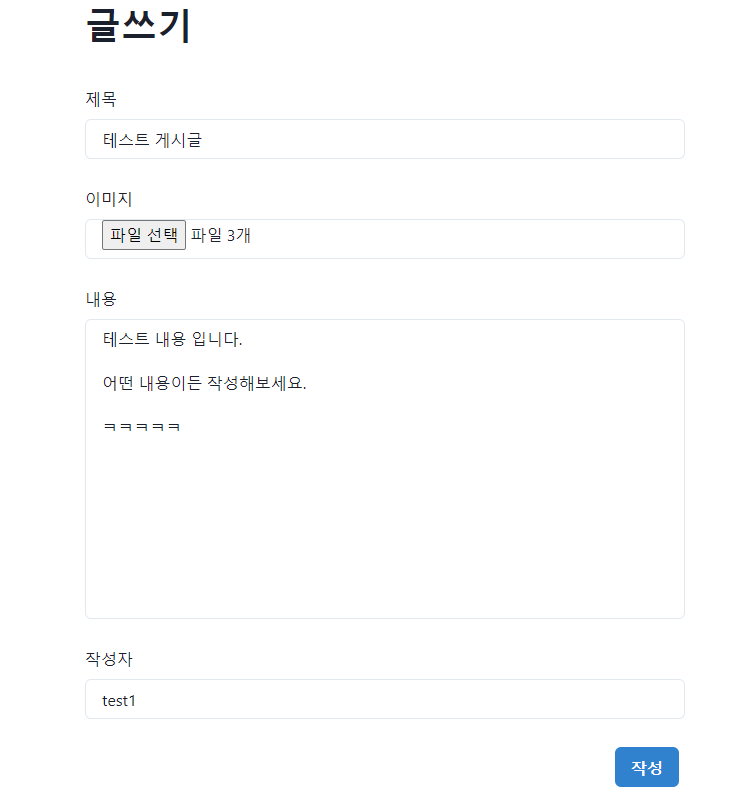 글쓰기
제목
테스트 게시글
이미지
파일 선택 파일 3개
내용
테스트 내용 입니다.
어떤 내용이든 작성해보세요.
ㅋㅋㅋㅋㅋ
작성자
test1
작성